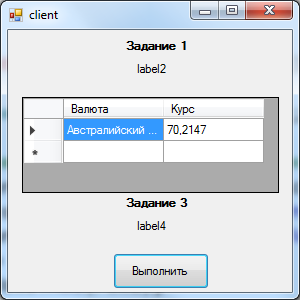 client
Задание 1
label2
Валюта Курс
Австралийский ... 70,2147
*
Задание 3
label4
Выполнить